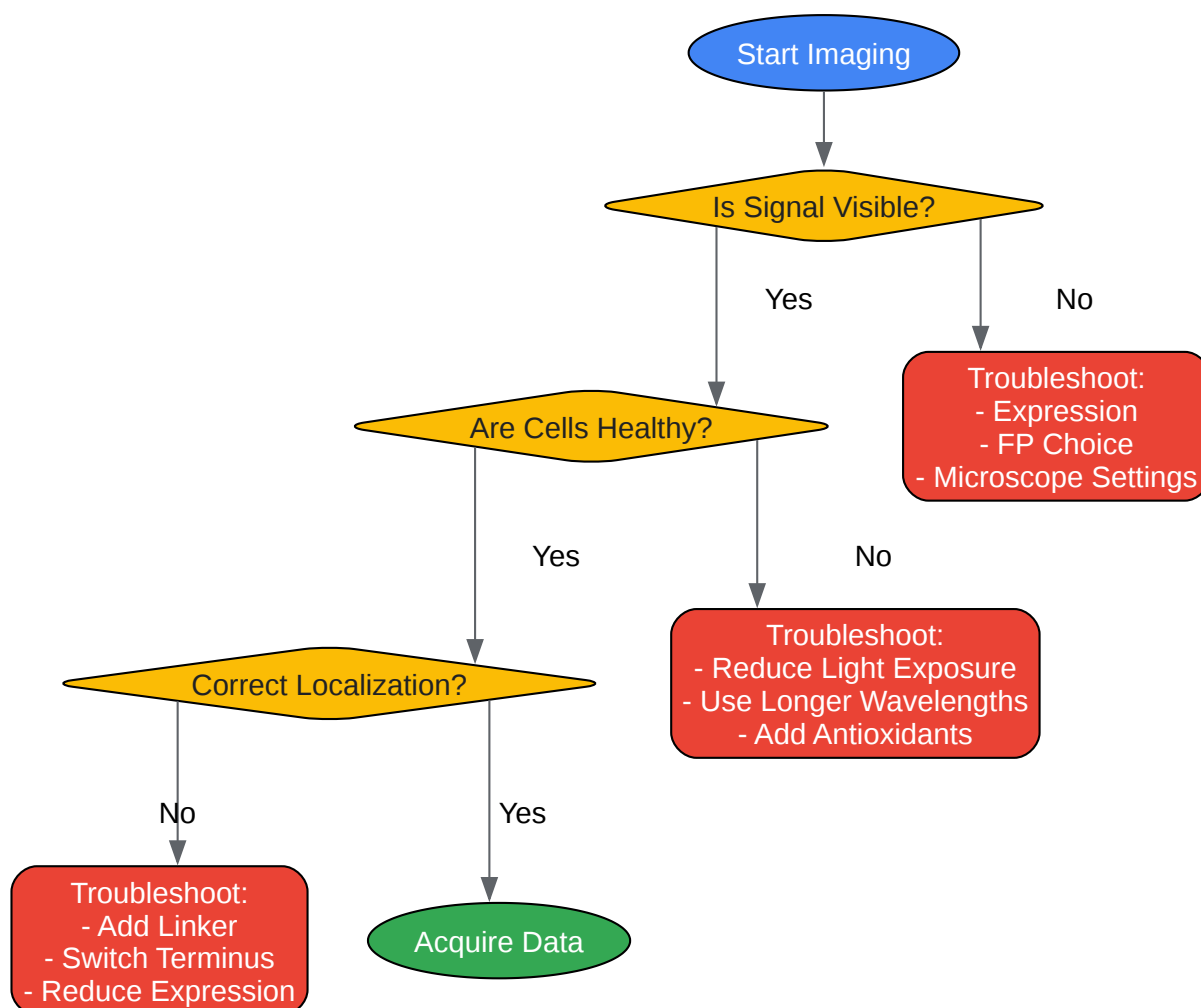 Start Imaging
Is Signal Visible?
Yes
No
Troubleshoot:
- Expression
- FP Choice
- Microscope Settings
Are Cells Healthy?
Yes
No
Troubleshoot:
- Reduce Light Exposure
- Use Longer Wavelengths
- Add Antioxidants
Correct Localization?
No
Yes
Troubleshoot:
- Add Linker
- Switch Terminus
- Reduce Expression
Acquire Data